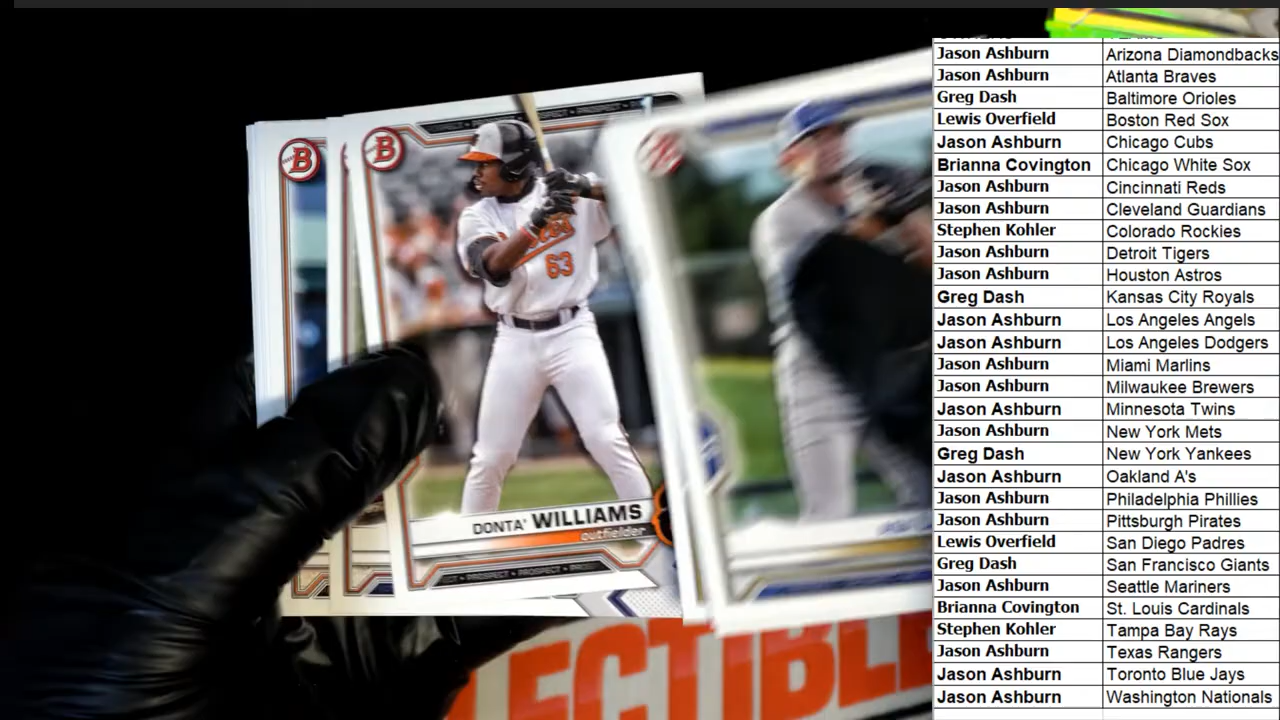 Jason Ashburn Arizona Diamondbacks
Jason Ashburn Atlanta Braves
Greg Dash Baltimore Orioles
Lewis Overfield Boston Red Sox
Jason Ashburn Chicago Cubs
Brianna Covington Chicago White Sox
Jason Ashburn Cincinnati Reds
Jason Ashburn Cleveland Guardians
Stephen Kohler Colorado Rockies
Jason Ashburn Detroit Tigers
Jason Ashburn Houston Astros
Greg Dash Kansas City Royals
Jason Ashburn Los Angeles Angels
Jason Ashburn Los Angeles Dodgers
Jason Ashburn Miami Marlins
Jason Ashburn Milwaukee Brewers
Jason Ashburn Minnesota Twins
Jason Ashburn New York Mets
Greg Dash New York Yankees
Jason Ashburn Oakland A's
Jason Ashburn Philadelphia Phillies
Jason Ashburn Pittsburgh Pirates
Lewis Overfield San Diego Padres
Greg Dash San Francisco Giants
Jason Ashburn Seattle Mariners
Brianna Covington St. Louis Cardinals
Stephen Kohler Tampa Bay Rays
Jason Ashburn Texas Rangers
Jason Ashburn Toronto Blue Jays
Jason Ashburn Washington Nationals
B
B
PROSPECT • PROSPECT
63
DONTA' WILLIAMS
outfielder
PROSPECT • PROSPECT
ECTIBLE